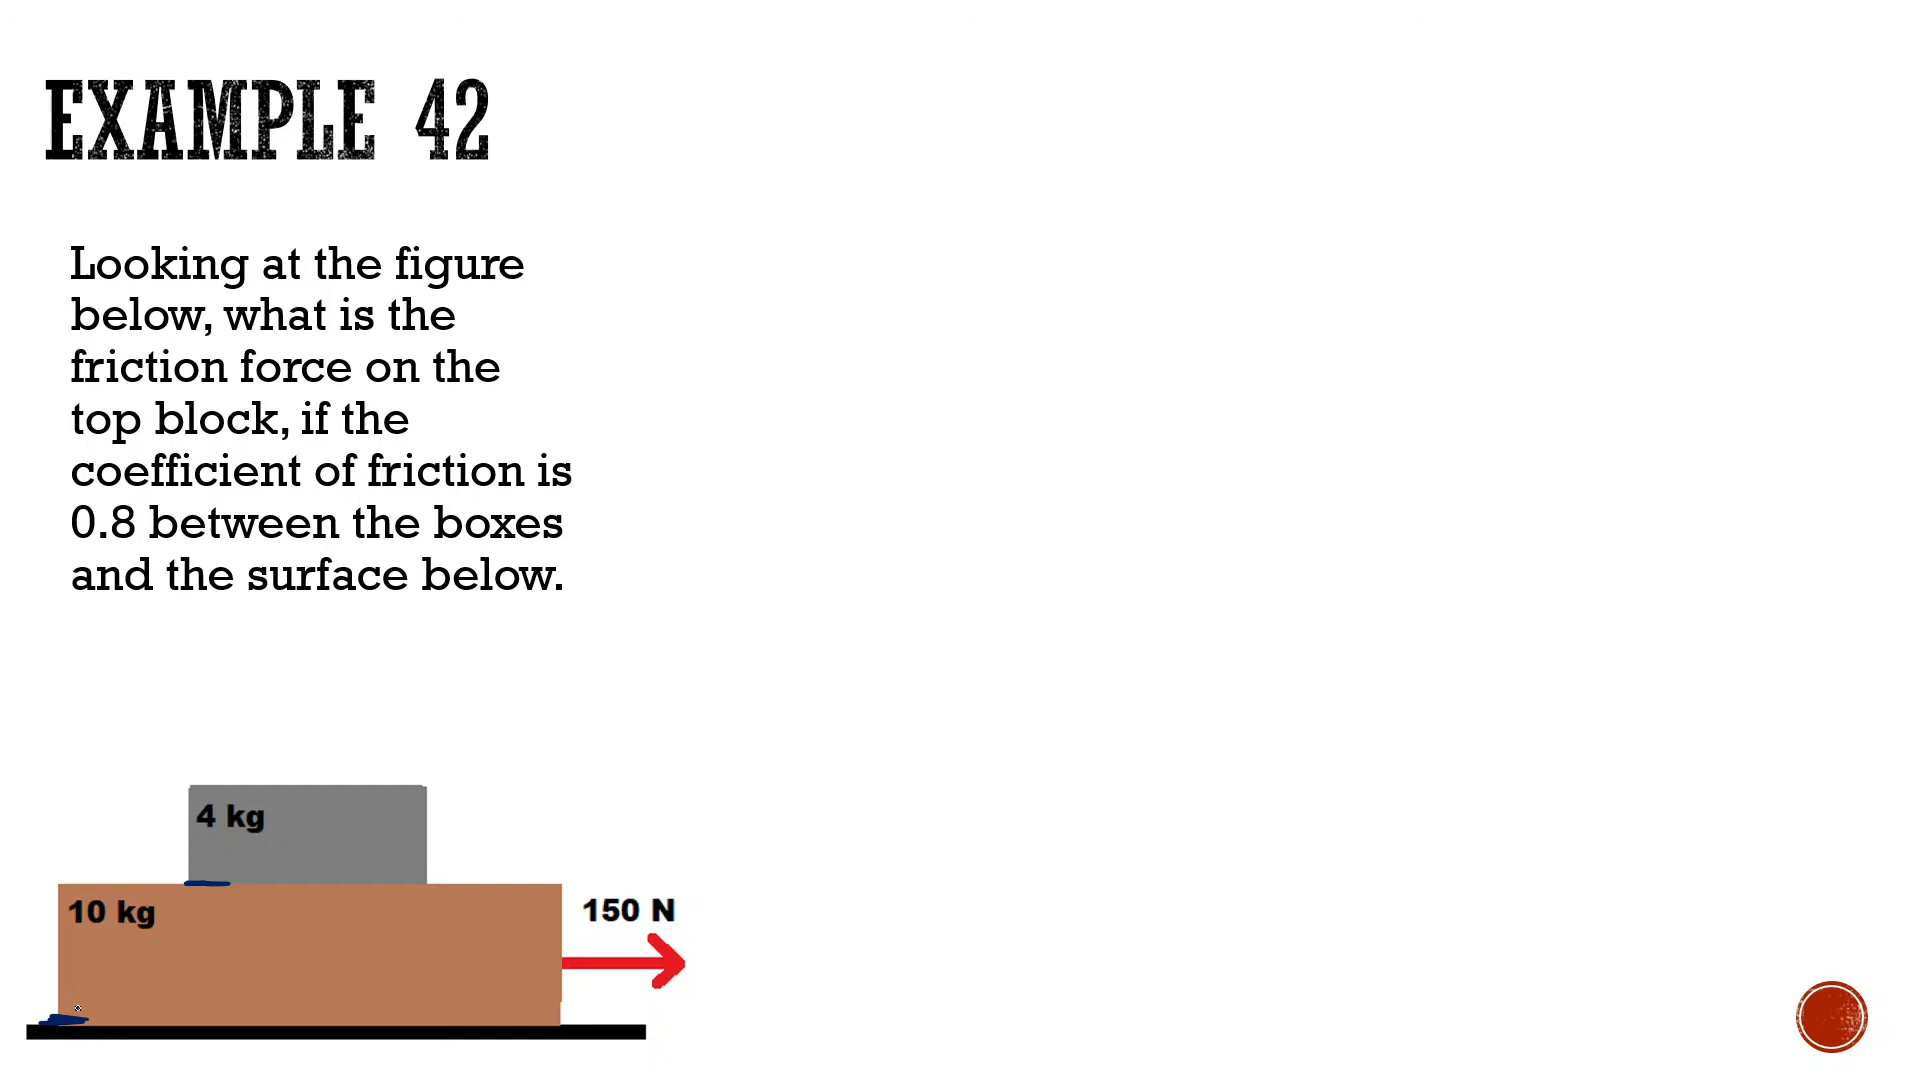 EXAMPLE 42
Looking at the figure
below, what is the
friction force on the
top block, if the
coefficient of friction is
0.8 between the boxes
and the surface below.
4 kg
10 kg
150 N